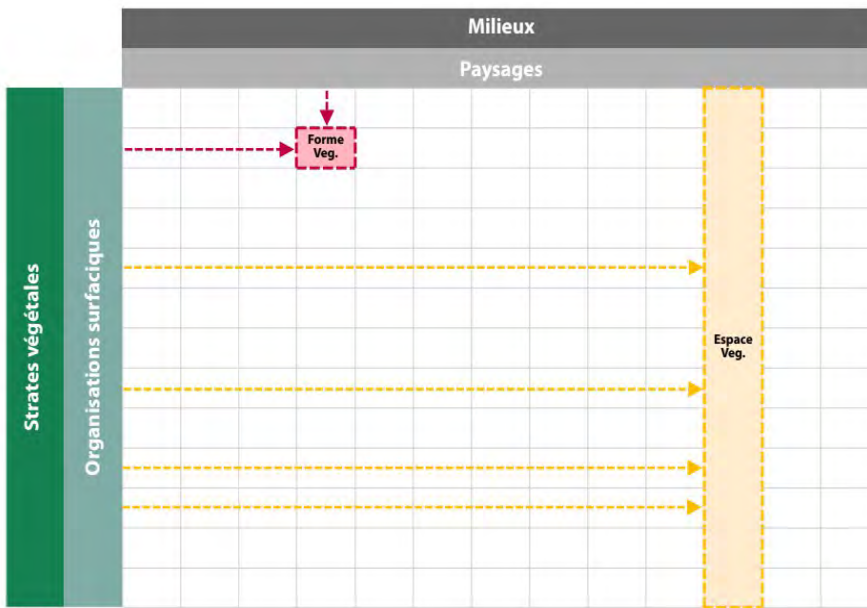 Milieux
Paysages
Strates végétales
Organisations surfaciques
Forme
Veg.
Espace
Veg.